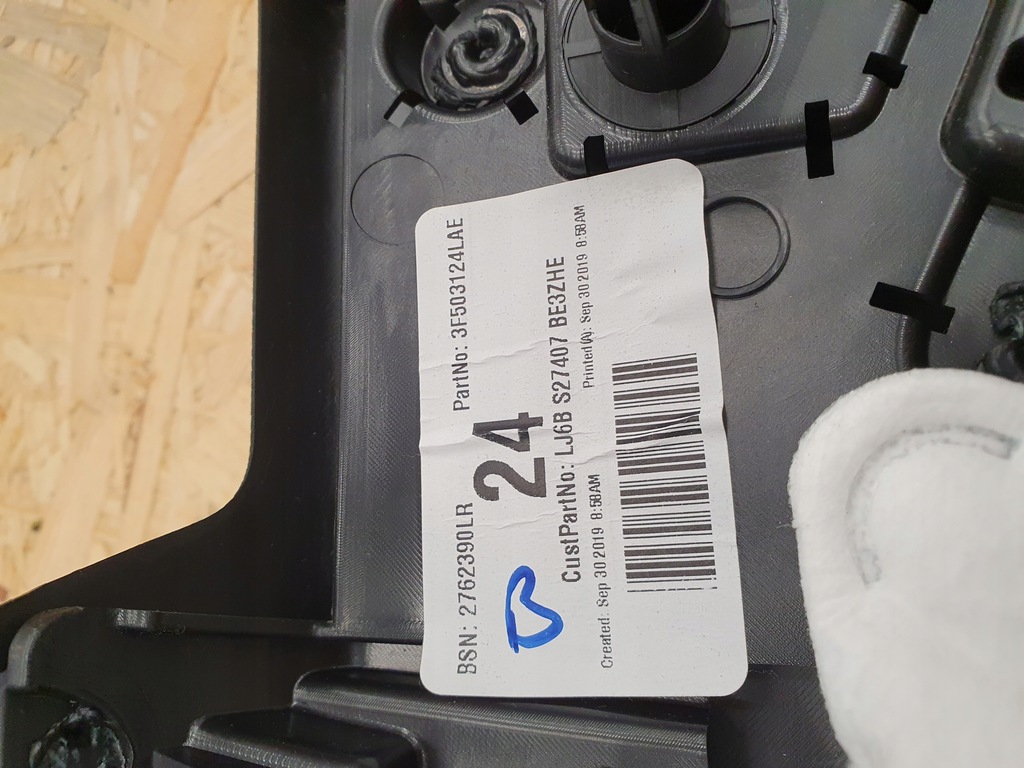 BSN: 2762390LR PartNo: 3F503124LAE
24
CustPartNo: LJ6B S27407 BE3ZHE
Created: Sep 30 2019 8:58AM Printed(A): Sep 30 2019 8:58AM